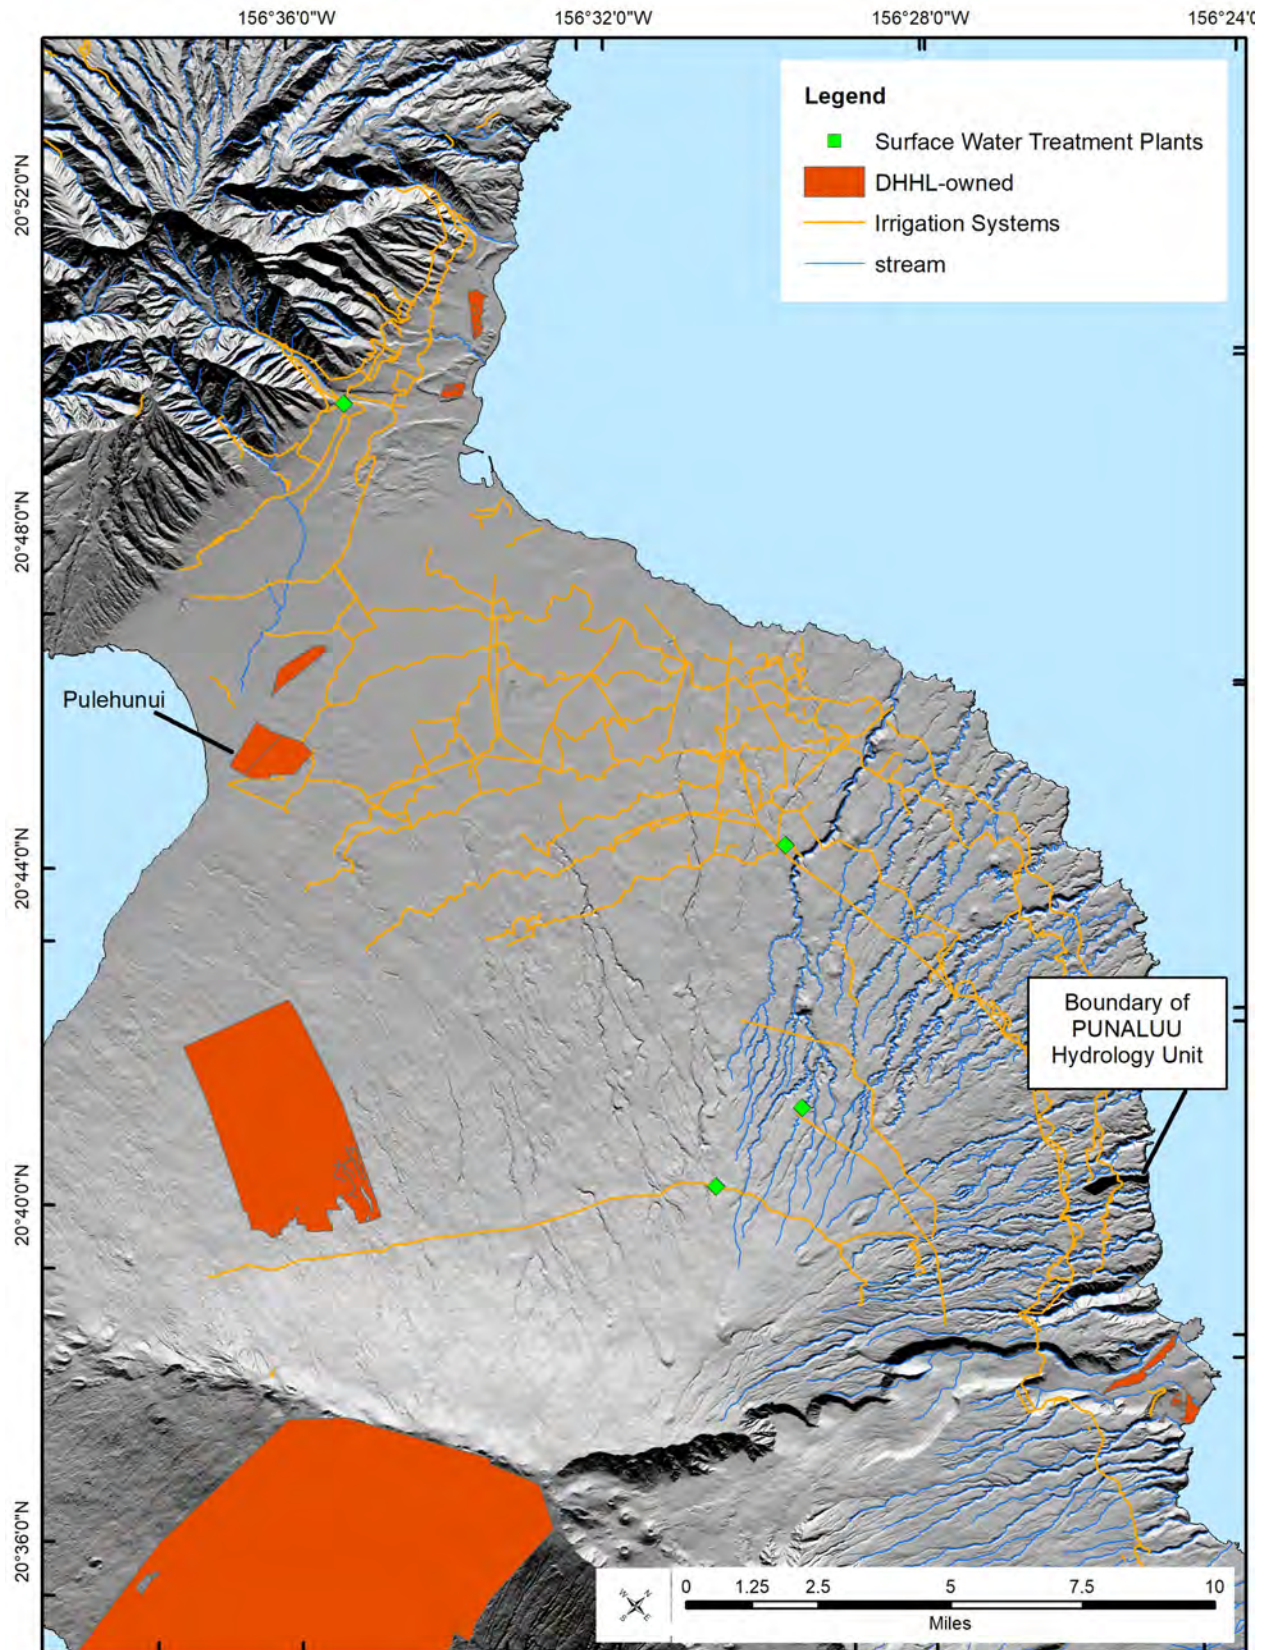 156°36'0"W
156°32'0"W
156°28'0"W
156°24'
20°52'0"N
20°48'0"N
20°44'0"N
20°40'0"N
20°36'0"N
Legend
Surface Water Treatment Plants
DHHL-owned
Irrigation Systems
stream
Pulehunui
Boundary of
PUNALUU
Hydrology Unit
N
W
E
S
0 1.25 2.5 5 7.5 10
Miles